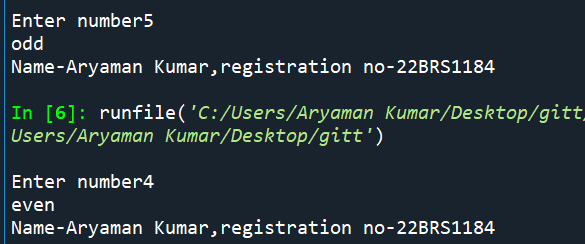 Enter number5
odd
Name-Aryaman Kumar,registration no-22BRS1184
In [6]: runfile('C:/Users/Aryaman Kumar/Desktop/gitt/
Users/Aryaman Kumar/Desktop/gitt')
Enter number4
even
Name-Aryaman Kumar,registration no-22BRS1184